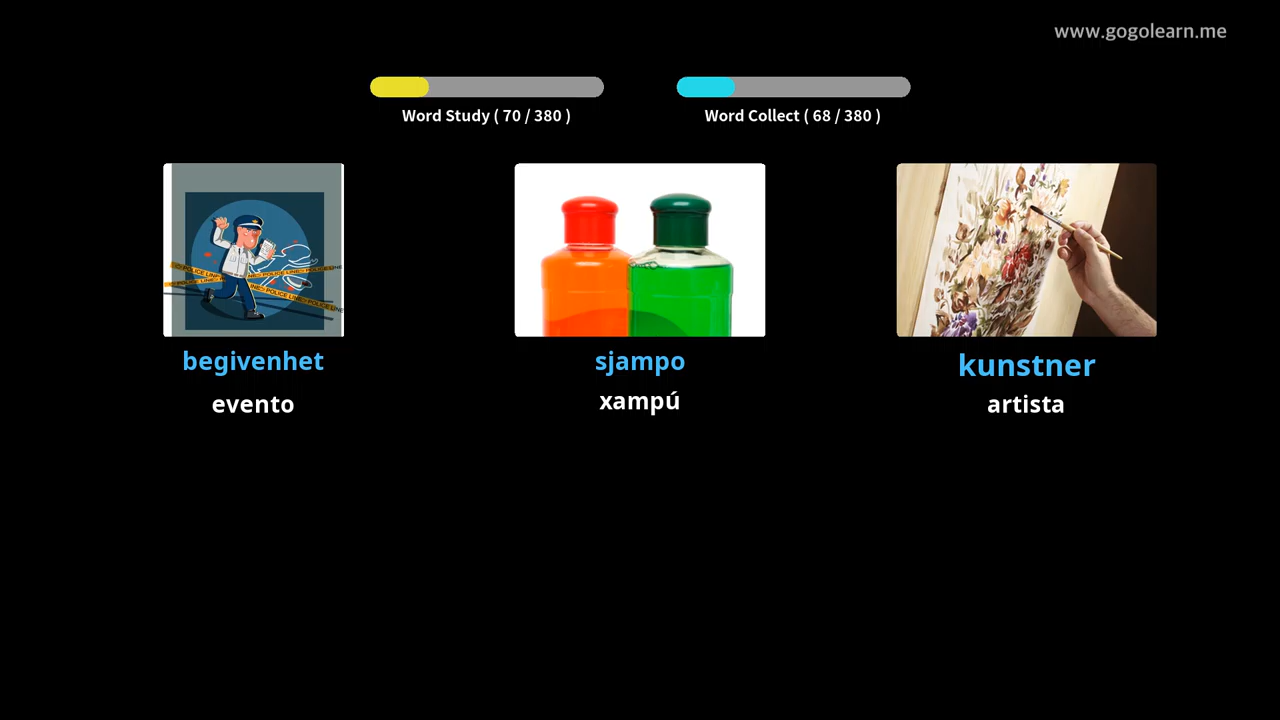 www.gogolearn.me
Word Study ( 70 / 380 )
Word Collect ( 68 / 380 )
begivenhet
evento
sjampo
xampú
kunstner
artista